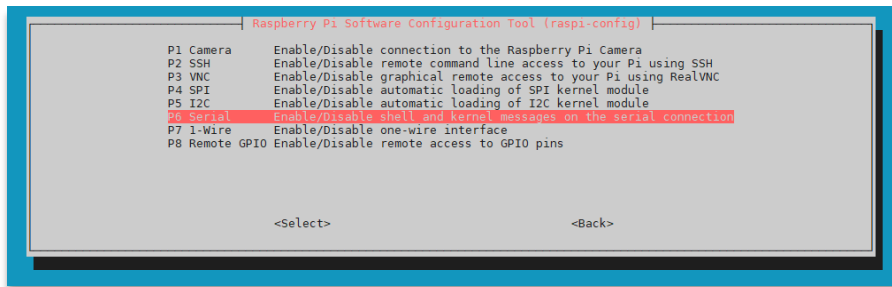 Raspberry Pi Software Configuration Tool (raspi-config)
P1 Camera Enable/Disable connection to the Raspberry Pi Camera
P2 SSH Enable/Disable remote command line access to your Pi using SSH
P3 VNC Enable/Disable graphical remote access to your Pi using RealVNC
P4 SPI Enable/Disable automatic loading of SPI kernel module
P5 I2C Enable/Disable automatic loading of I2C kernel module
P6 Serial Enable/Disable shell and kernel messages on the serial connection
P7 1-Wire Enable/Disable one-wire interface
P8 Remote GPIO Enable/Disable remote access to GPIO pins
<Select> <Back>